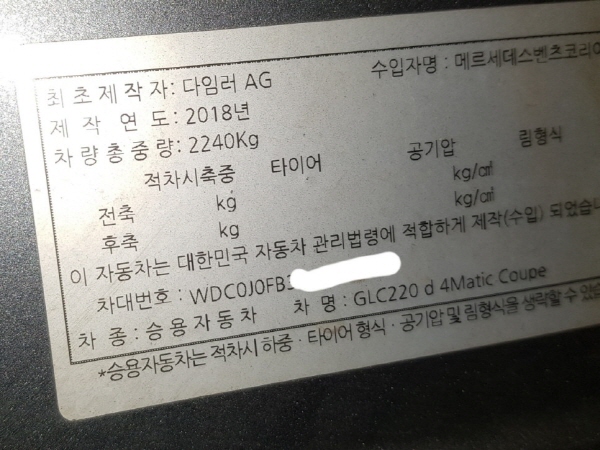 최초제작자: 다임러 AG 수입자명 : 메르세데스벤츠코리아
제 작 연 도: 2018년
차 량 총 중 량: 2240Kg
적차시축중 타이어 공기압 림형식
전축 kg kg/㎠
후축 kg kg/㎠
이 자동차는 대한민국 자동차 관리법령에 적합하게 제작(수입) 되었습니
차대번호 : WDC0J0FB
차 종 : 승용자동차 차 명 : GLC220 d 4Matic Coupe
*승용자동차는 적차시 하중 · 타이어 형식 · 공기압 및 림형식을 생략할 수 있습